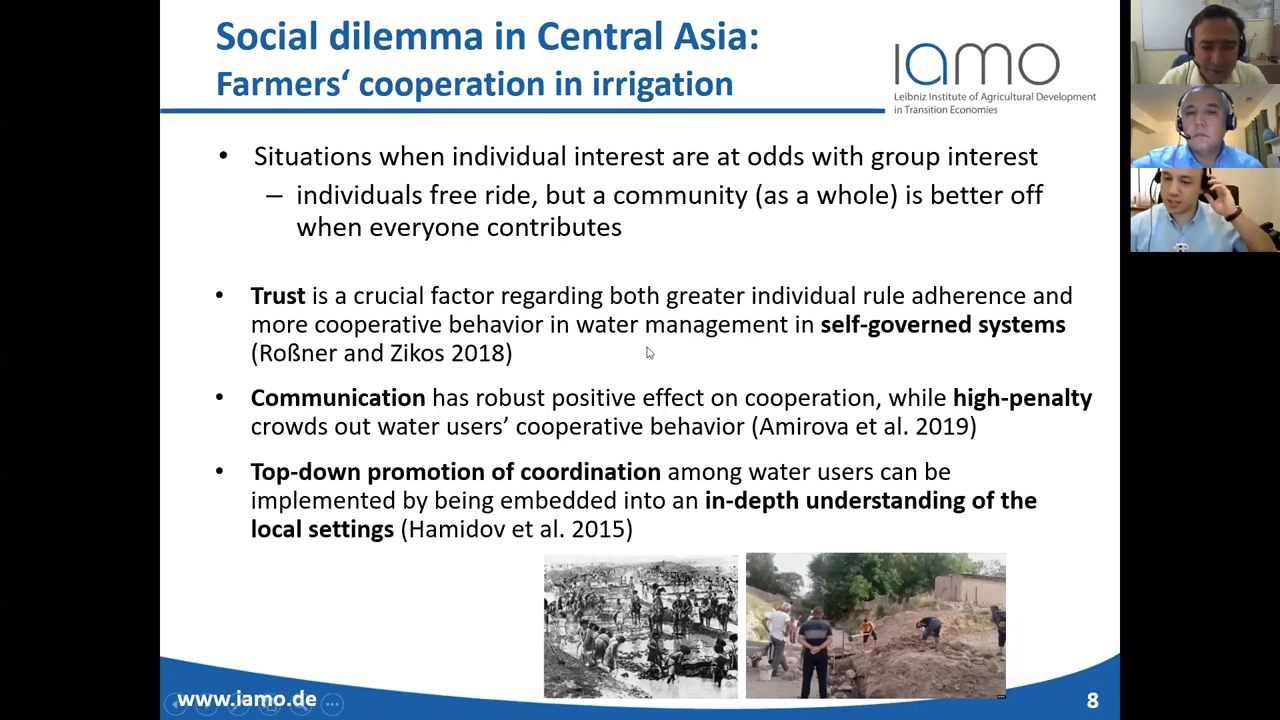 Social dilemma in Central Asia:
Farmers‘ cooperation in irrigation
iamo
Leibniz Institute of Agricultural Development
in Transition Economies
• Situations when individual interest are at odds with group interest
– individuals free ride, but a community (as a whole) is better off
when everyone contributes
• Trust is a crucial factor regarding both greater individual rule adherence and
more cooperative behavior in water management in self-governed systems
(Roßner and Zikos 2018)
• Communication has robust positive effect on cooperation, while high-penalty
crowds out water users’ cooperative behavior (Amirova et al. 2019)
• Top-down promotion of coordination among water users can be
implemented by being embedded into an in-depth understanding of the
local settings (Hamidov et al. 2015)
www.iamo.de
8